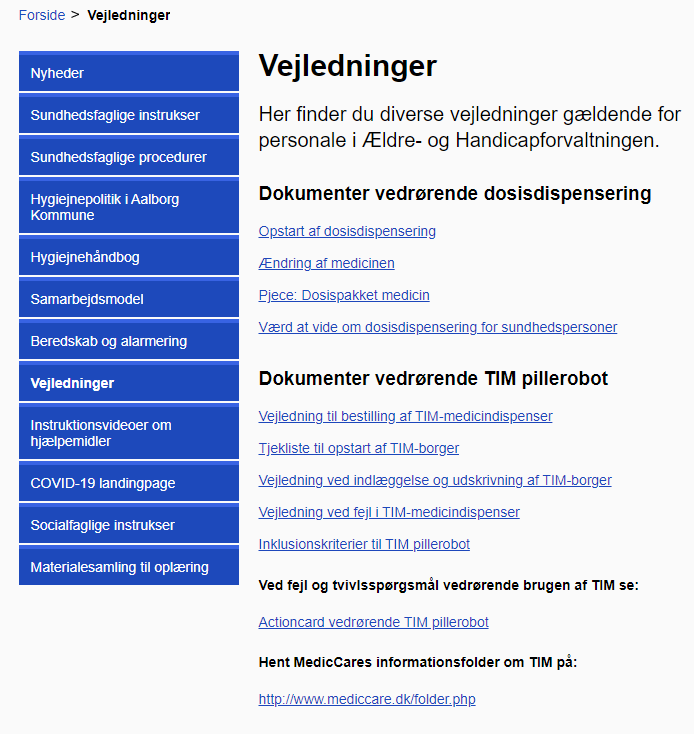 Forside > Vejledninger
Nyheder
Sundhedsfaglige instrukser
Sundhedsfaglige procedurer
Hygiejnepolitik i Aalborg
Kommune
Hygiejnehåndbog
Samarbejdsmodel
Beredskab og alarmering
Vejledninger
Instruktionsvideoer om
hjælpemidler
COVID-19 landingpage
Socialfaglige instrukser
Materialesamling til oplæring
Vejledninger
Her finder du diverse vejledninger gældende for
personale i Ældre- og Handicapforvaltningen.
Dokumenter vedrørende dosisdispensering
Opstart af dosisdispensering
Ændring af medicinen
Pjece: Dosispakket medicin
Værd at vide om dosisdispensering for sundhedspersoner
Dokumenter vedrørende TIM pillerobot
Vejledning til bestilling af TIM-medicindispenser
Tjekliste til opstart af TIM-borger
Vejledning ved indlæggelse og udskrivning af TIM-borger
Vejledning ved fejl i TIM-medicindispenser
Inklusionskriterier til TIM pillerobot
Ved fejl og tvivlsspørgsmål vedrørende brugen af TIM se:
Actioncard vedrørende TIM pillerobot
Hent MedicCares informationsfolder om TIM på:
http://www.mediccare.dk/folder.php